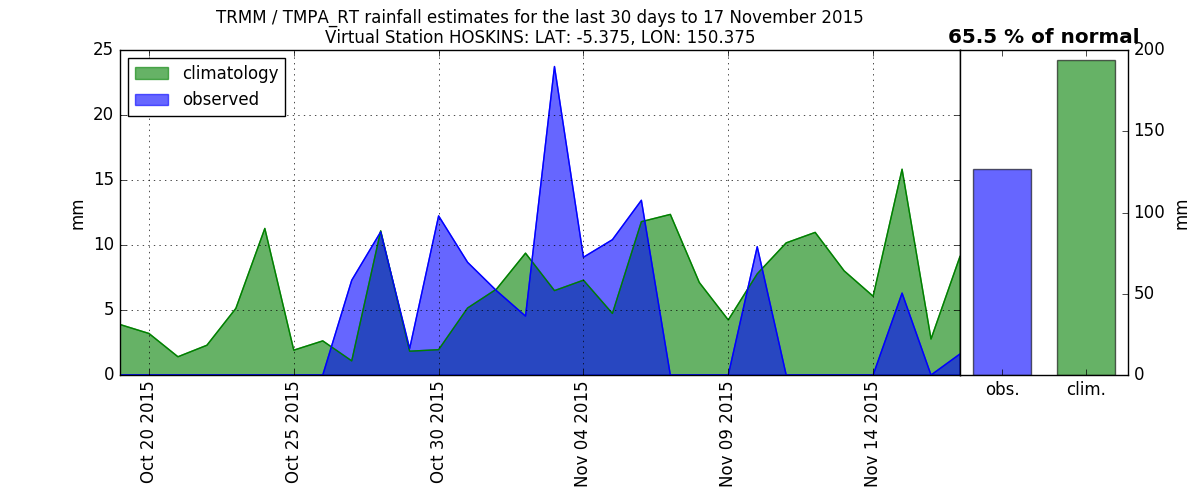 TRMM / TMPA_RT rainfall estimates for the last 30 days to 17 November 2015
Virtual Station HOSKINS: LAT: -5.375, LON: 150.375
65.5 % of normal
climatology
observed
25
20
15
10
5
0
mm
Oct 20 2015
Oct 25 2015
Oct 30 2015
Nov 04 2015
Nov 09 2015
Nov 14 2015
200
150
100
50
0
mm
obs.
clim.